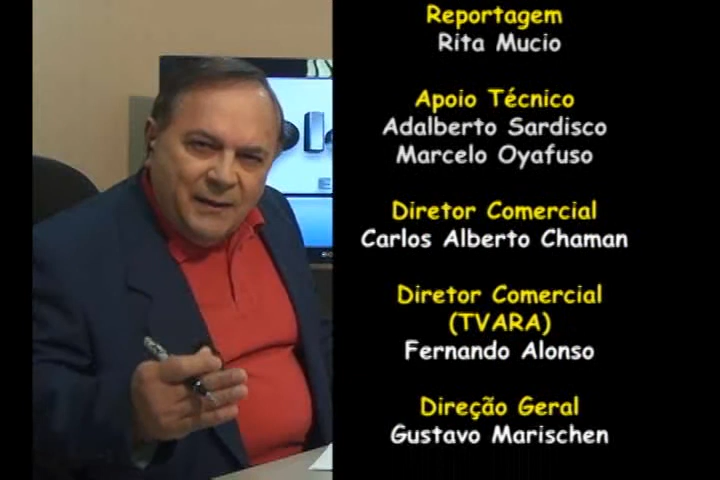 Reportagem
Rita Mucio
Apoio Técnico
Adalberto Sardisco
Marcelo Oyafuso
Diretor Comercial
Carlos Alberto Chaman
Diretor Comercial
(TVARA)
Fernando Alonso
Direção Geral
Gustavo Marischen